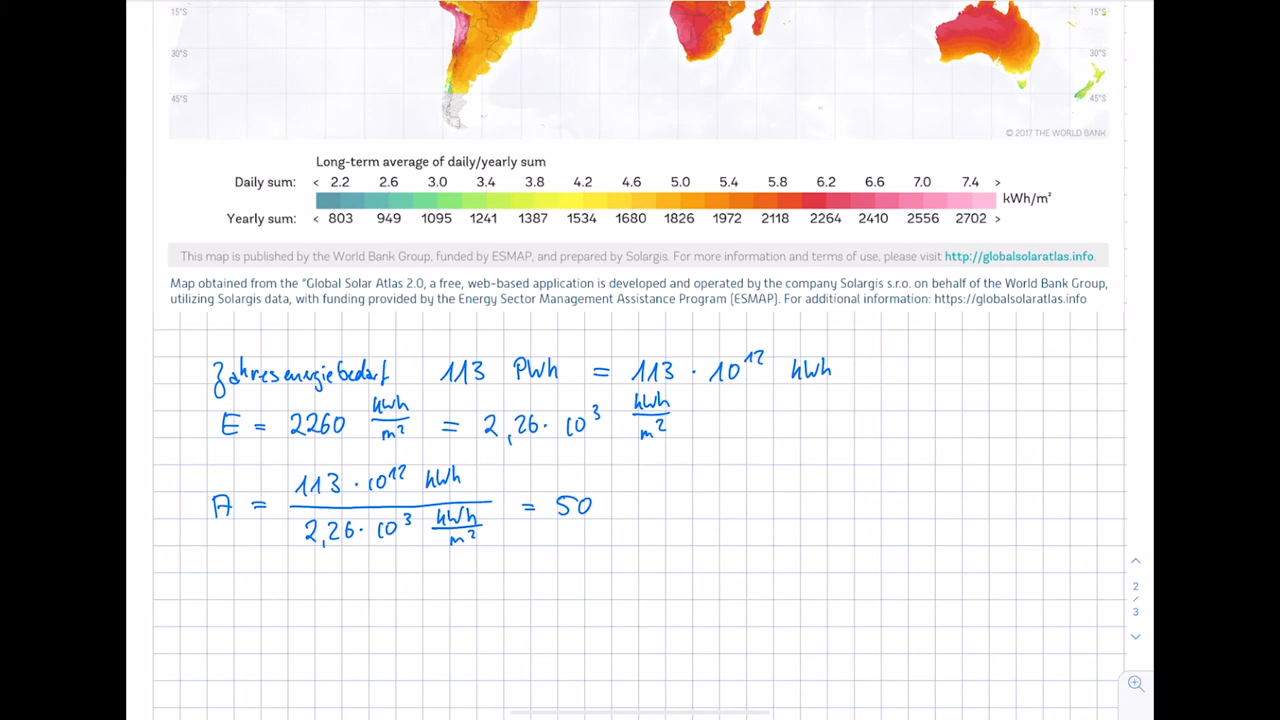 15°S 15°S
30°S 30°S
45°S 45°S
© 2017 THE WORLD BANK
Long-term average of daily/yearly sum
Daily sum: < 2.2 2.6 3.0 3.4 3.8 4.2 4.6 5.0 5.4 5.8 6.2 6.6 7.0 7.4 >
kWh/m²
Yearly sum: < 803 949 1095 1241 1387 1534 1680 1826 1972 2118 2264 2410 2556 2702 >
This map is published by the World Bank Group, funded by ESMAP, and prepared by Solargis. For more information and terms of use, please visit http://globalsolaratlas.info.
Map obtained from the "Global Solar Atlas 2.0, a free, web-based application is developed and operated by the company Solargis s.r.o. on behalf of the World Bank Group,
utilizing Solargis data, with funding provided by the Energy Sector Management Assistance Program (ESMAP). For additional information: https://globalsolaratlas.info
Jahresenergiebedarf 113 PWh = 113 · 10¹² kWh
E = 2260 kWh/m² = 2,26 · 10³ kWh/m²
A = (113 · 10¹² kWh) / (2,26 · 10³ kWh/m²) = 50
2
/
3